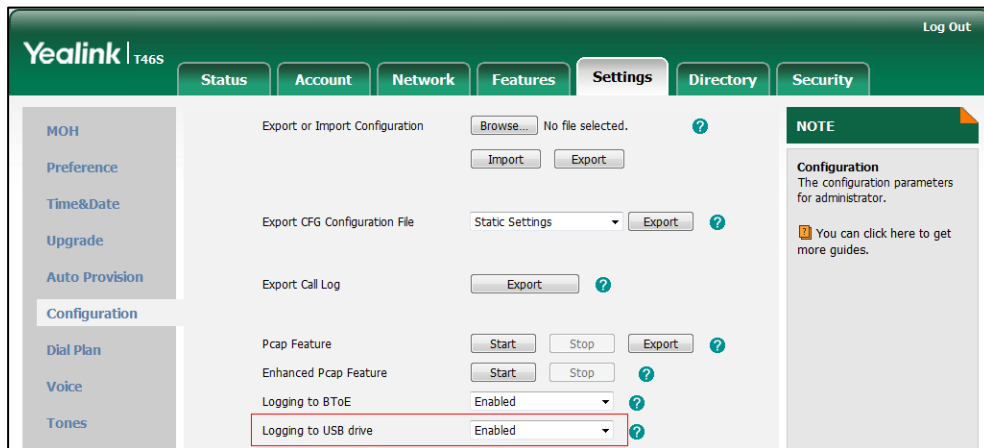 Log Out
Yealink T46S
Status Account Network Features Settings Directory Security
MOH
Preference
Time&Date
Upgrade
Auto Provision
Configuration
Dial Plan
Voice
Tones
Export or Import Configuration Browse... No file selected. ?
Import Export
Export CFG Configuration File Static Settings Export ?
Export Call Log Export ?
Pcap Feature Start Stop Export ?
Enhanced Pcap Feature Start Stop ?
Logging to BToE Enabled ?
Logging to USB drive Enabled ?
NOTE
Configuration
The configuration parameters
for administrator.
? You can click here to get
more guides.